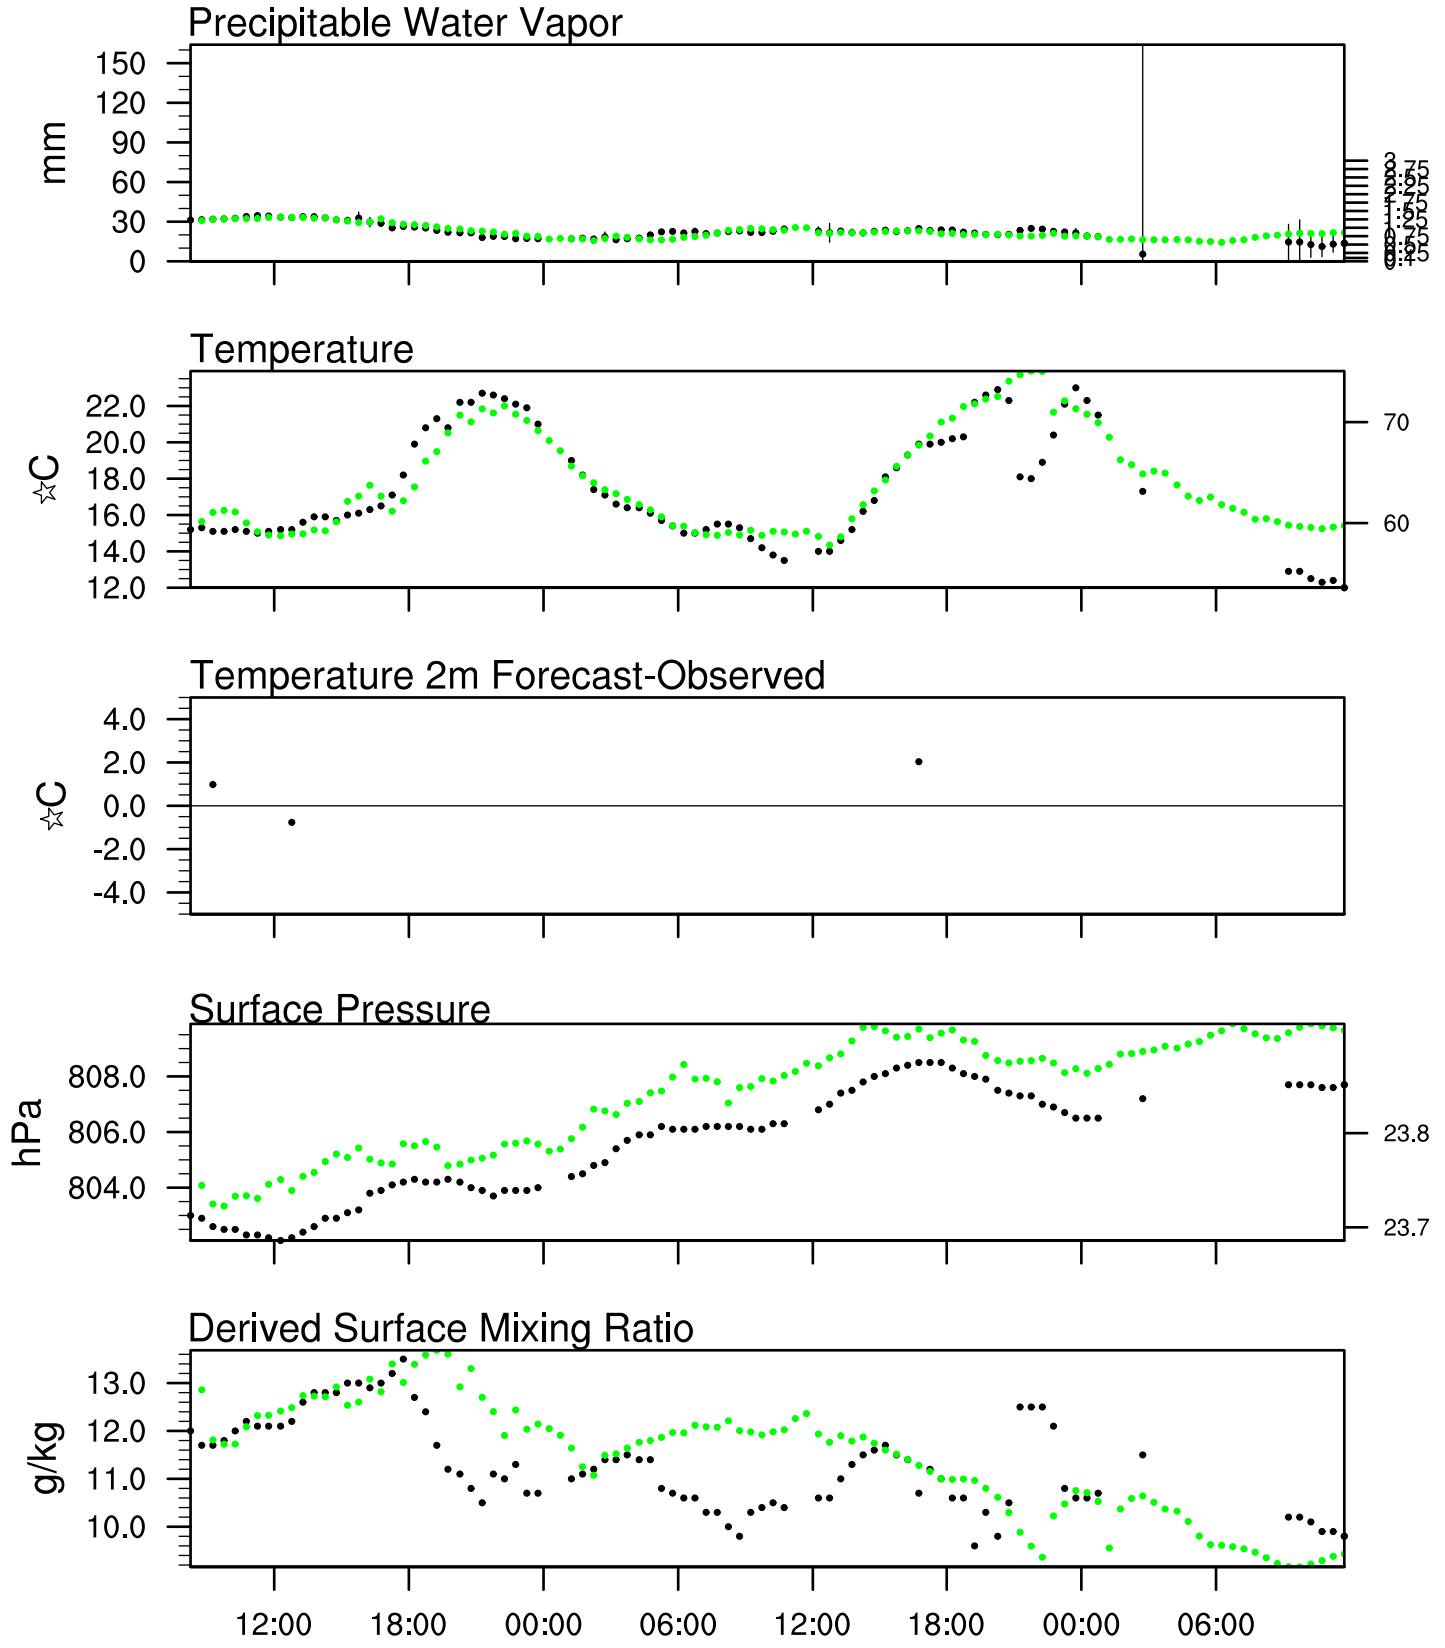 Precipitable Water Vapor
150
120
90
60
30
0
mm
3
Temperature
22.0
20.0
18.0
16.0
14.0
12.0
☆C
70
60
Temperature 2m Forecast-Observed
4.0
2.0
0.0
-2.0
-4.0
☆C
Surface Pressure
808.0
806.0
804.0
hPa
23.8
23.7
Derived Surface Mixing Ratio
13.0
12.0
11.0
10.0
g/kg
12:00 18:00 00:00 06:00 12:00 18:00 00:00 06:00